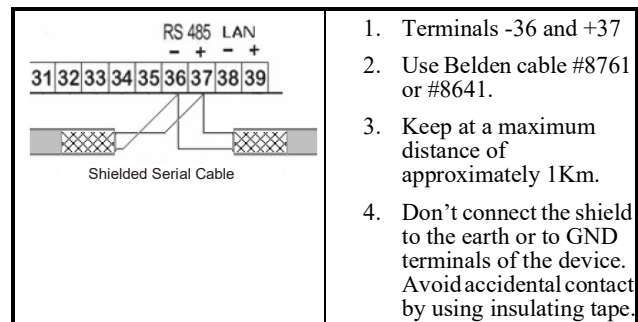 RS 485 LAN
– + – +
31 32 33 34 35 36 37 38 39
Shielded Serial Cable
1. Terminals -36 and +37
2. Use Belden cable #8761
or #8641.
3. Keep at a maximum
distance of
approximately 1Km.
4. Don’t connect the shield
to the earth or to GND
terminals of the device.
Avoid accidental contact
by using insulating tape.